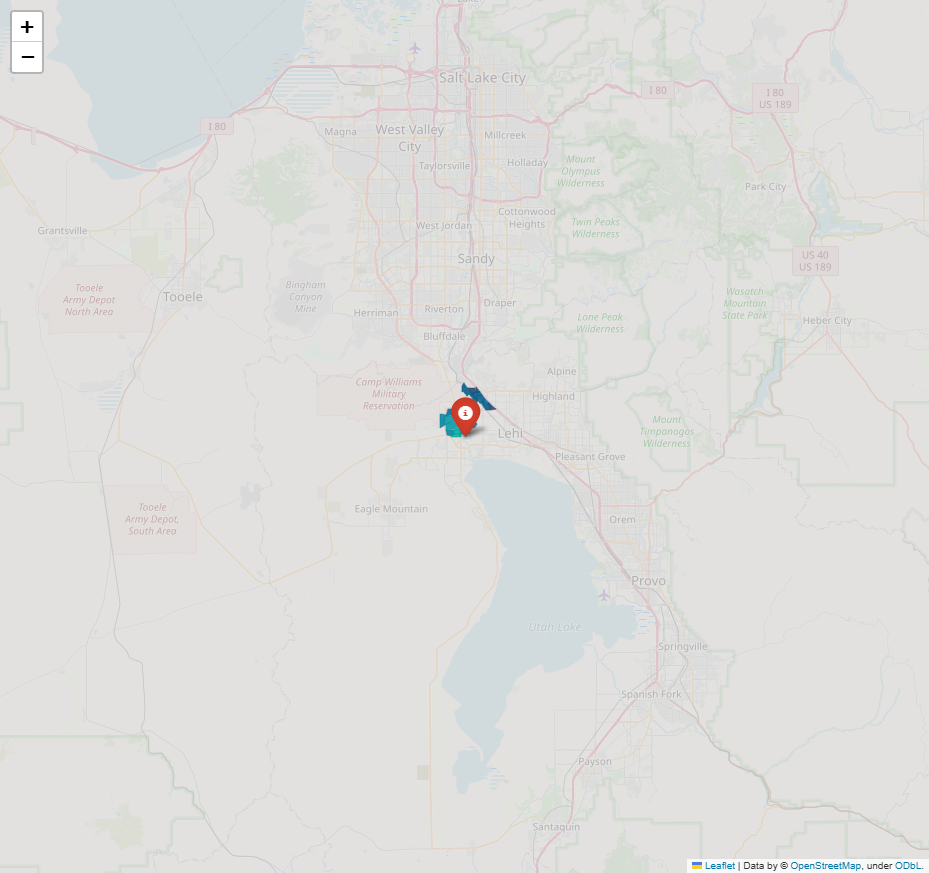 +
−
Lake
Salt Lake City
I 80
I 80
US 189
I 80
Magna
West Valley
City
Millcreek
Taylorsville
Holladay
Mount
Olympus
Wilderness
Park City
Grantsville
West Jordan
Cottonwood
Heights
Twin Peaks
Wilderness
Sandy
US 40
US 189
Tooele
Army Depot
North Area
Tooele
Bingham
Canyon
Mine
Herriman
Riverton
Draper
Bluffdale
Lone Peak
Wilderness
Wasatch
Mountain
State Park
Heber City
Camp Williams
Military
Reservation
Alpine
Highland
i
Lehi
Mount
Timpanogos
Wilderness
Pleasant Grove
Tooele
Army Depot,
South Area
Eagle Mountain
Orem
Provo
Utah Lake
Springville
Spanish Fork
Payson
Santaquin
Leaflet | Data by © OpenStreetMap, under ODbL.